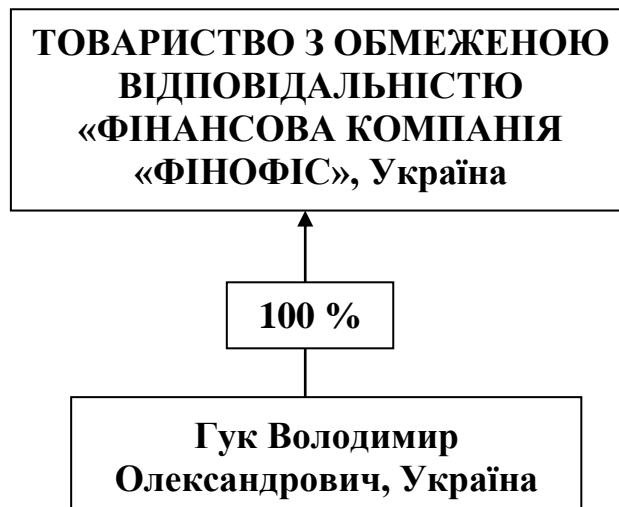 ТОВАРИСТВО З ОБМЕЖЕНОЮ
ВІДПОВІДАЛЬНІСТЮ
«ФІНАНСОВА КОМПАНІЯ
«ФІНОФІС», Україна
100 %
Гук Володимир
Олександрович, Україна